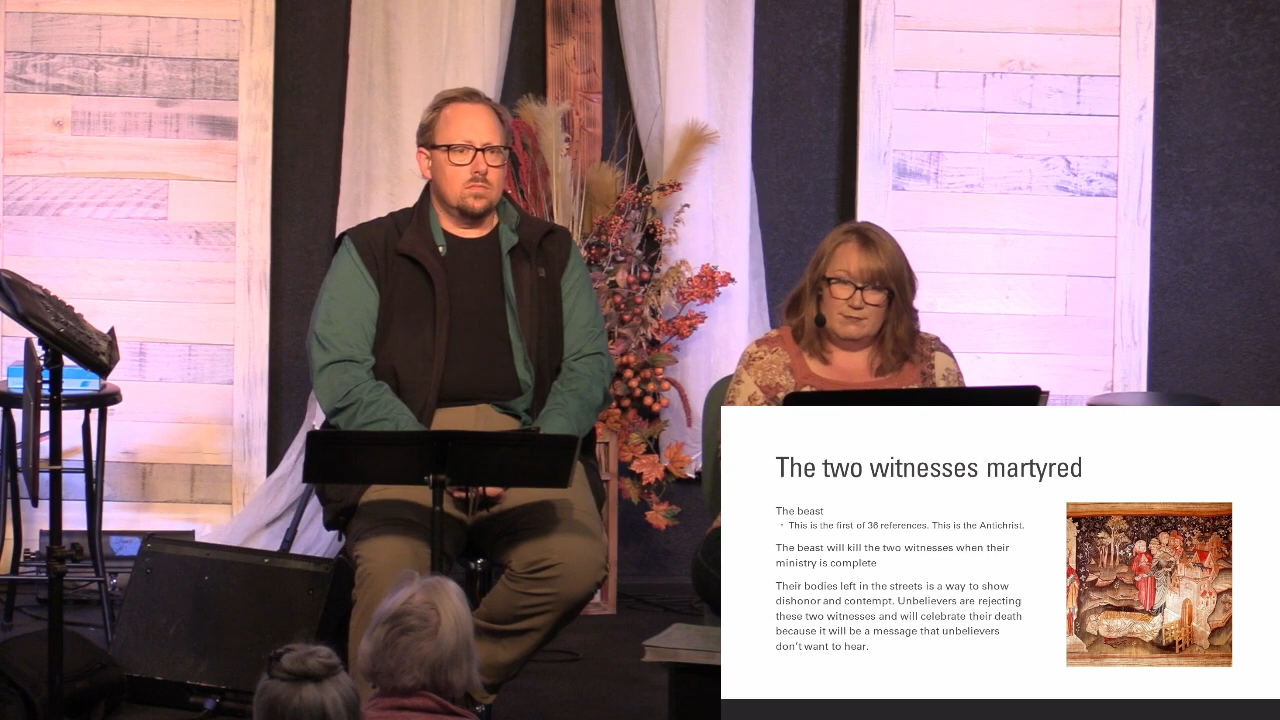 The two witnesses martyred
The beast
· This is the first of 36 references. This is the Antichrist.
The beast will kill the two witnesses when their
ministry is complete
Their bodies left in the streets is a way to show
dishonor and contempt. Unbelievers are rejecting
these two witnesses and will celebrate their death
because it will be a message that unbelievers
don't want to hear.